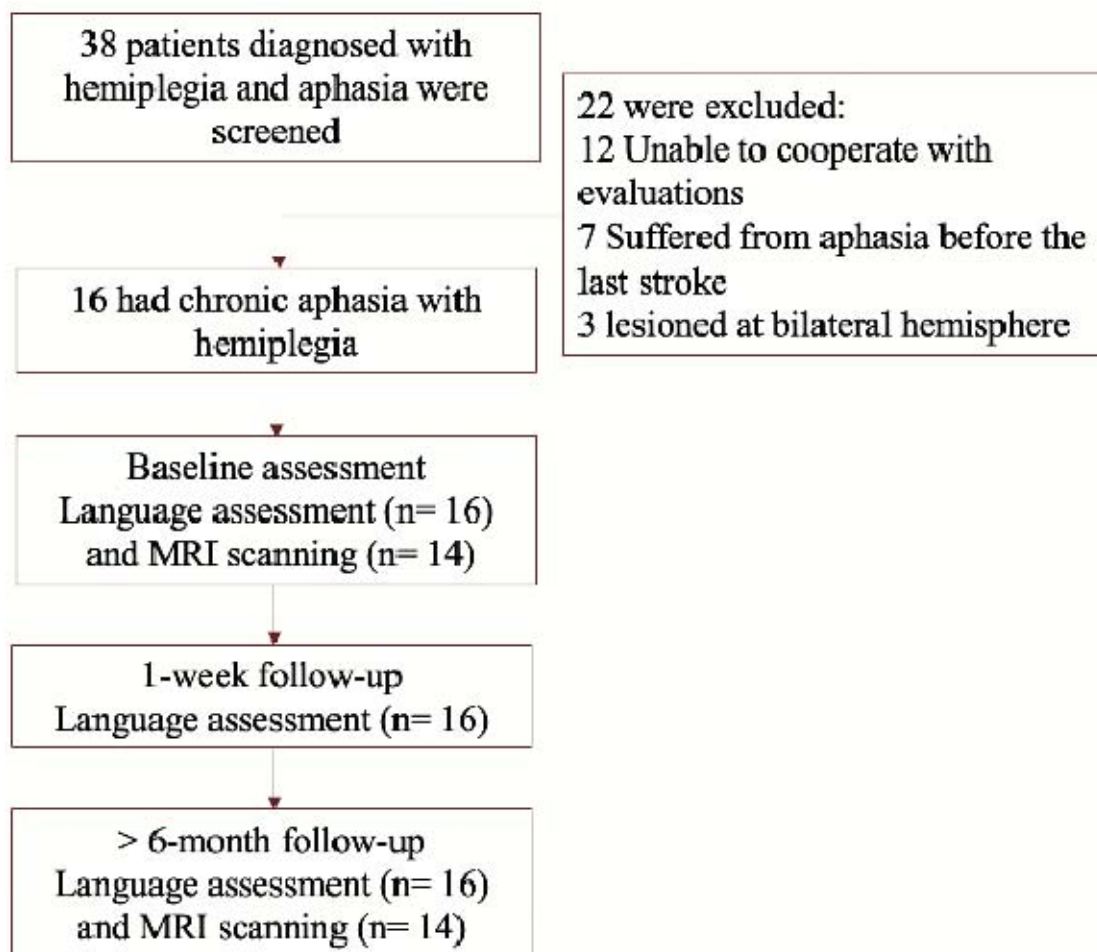 38 patients diagnosed with
hemiplegia and aphasia were
screened
22 were excluded:
12 Unable to cooperate with
evaluations
7 Suffered from aphasia before the
last stroke
3 lesioned at bilateral hemisphere
16 had chronic aphasia with
hemiplegia
Baseline assessment
Language assessment (n= 16)
and MRI scanning (n= 14)
1-week follow-up
Language assessment (n= 16)
> 6-month follow-up
Language assessment (n= 16)
and MRI scanning (n= 14)